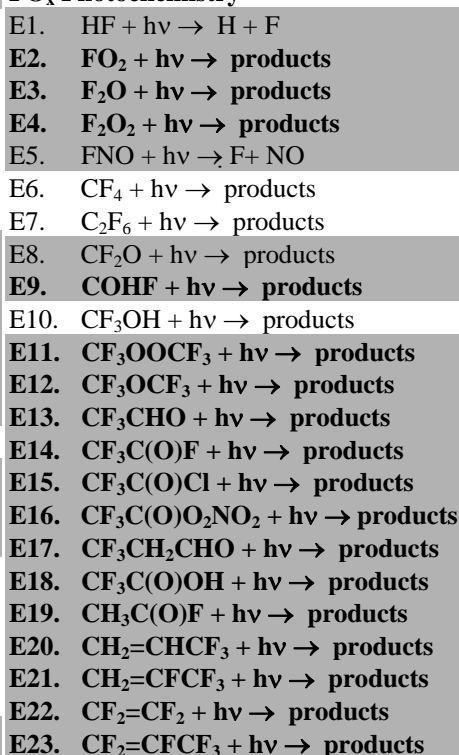 FOx Photochemistry
E1. HF + hν → H + F
E2. FO₂ + hν → products
E3. F₂O + hν → products
E4. F₂O₂ + hν → products
E5. FNO + hν → F+ NO
E6. CF₄ + hν → products
E7. C₂F₆ + hν → products
E8. CF₂O + hν → products
E9. COHF + hν → products
E10. CF₃OH + hν → products
E11. CF₃OOCF₃ + hν → products
E12. CF₃OCF₃ + hν → products
E13. CF₃CHO + hν → products
E14. CF₃C(O)F + hν → products
E15. CF₃C(O)Cl + hν → products
E16. CF₃C(O)O₂NO₂ + hν → products
E17. CF₃CH₂CHO + hν → products
E18. CF₃C(O)OH + hν → products
E19. CH₃C(O)F + hν → products
E20. CH₂=CHCF₃ + hν → products
E21. CH₂=CFCF₃ + hν → products
E22. CF₂=CF₂ + hν → products
E23. CF₂=CFCF₃ + hν → products